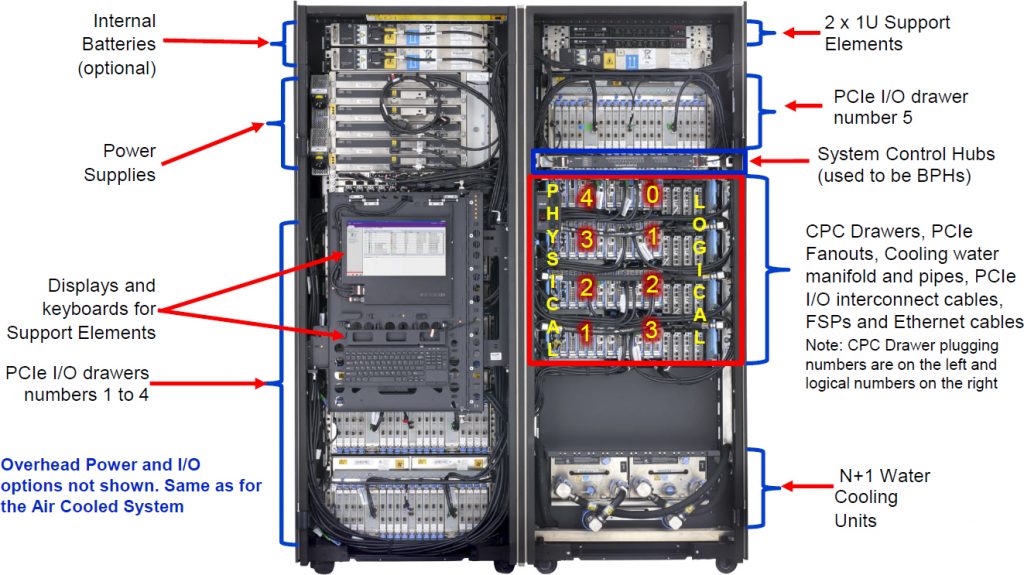 Internal
Batteries
(optional)
Power
Supplies
Displays and
keyboards for
Support Elements
PCIe I/O drawers
numbers 1 to 4
Overhead Power and I/O
options not shown. Same as for
the Air Cooled System
2 x 1U Support
Elements
PCIe I/O drawer
number 5
System Control Hubs
(used to be BPHs)
PHYSICAL
4
3
2
1
0
1
2
3
LOGICAL
CPC Drawers, PCIe
Fanouts, Cooling water
manifold and pipes, PCIe
I/O interconnect cables,
FSPs and Ethernet cables
Note: CPC Drawer plugging
numbers are on the left and
logical numbers on the right
N+1 Water
Cooling
Units